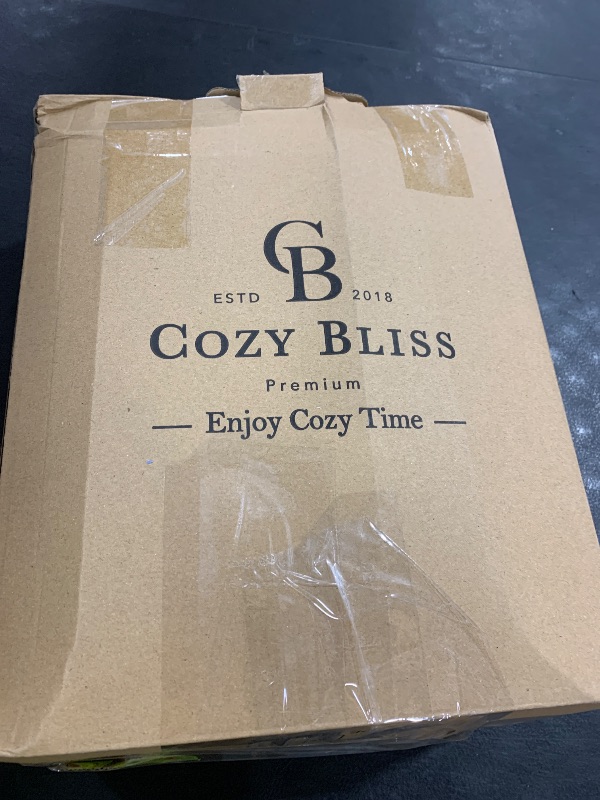 CB
ESTD 2018
COZY BLISS
Premium
— Enjoy Cozy Time —